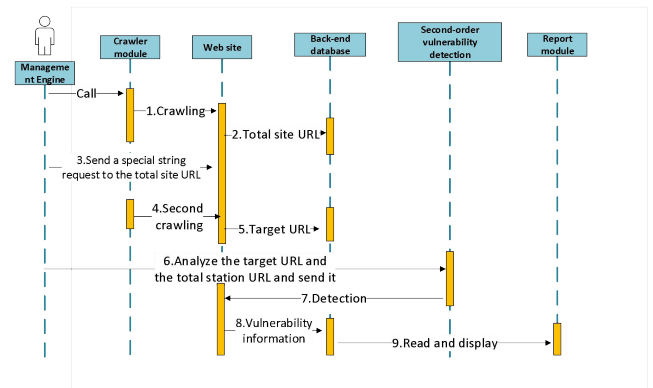 Manageme
nt Engine
Crawler
module
Web site
Back-end
database
Second-order
vulnerability
detection
Report
module
Call
1.Crawling
2.Total site URL
3.Send a special string
request to the total site URL
4.Second
crawling
5.Target URL
6.Analyze the target URL and
the total station URL and send it
7.Detection
8.Vulnerability
information
9.Read and display